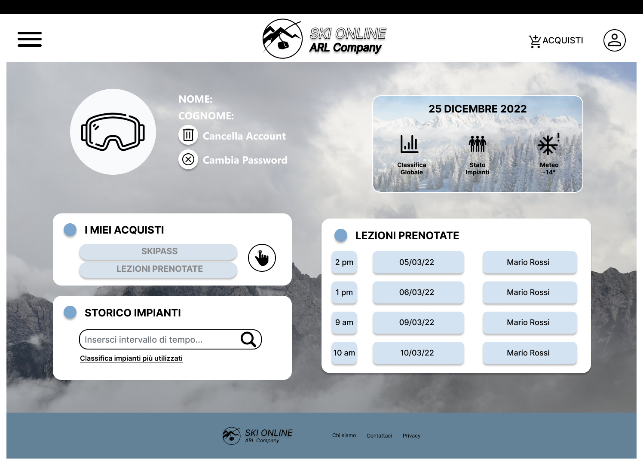 SKI ONLINE
ARL Company
ACQUISTI
NOME:
COGNOME:
Cancella Account
Cambia Password
25 DICEMBRE 2022
Classifica Globale
Stato Impianti
Meteo -14°
I MIEI ACQUISTI
SKIPASS
LEZIONI PRENOTATE
STORICO IMPIANTI
Insersci intervallo di tempo...
Classifica impianti più utilizzati
LEZIONI PRENOTATE
2 pm 05/03/22 Mario Rossi
1 pm 06/03/22 Mario Rossi
9 am 09/03/22 Mario Rossi
10 am 10/03/22 Mario Rossi
SKI ONLINE
ARL Company
Chi siamo Contattaci Privacy